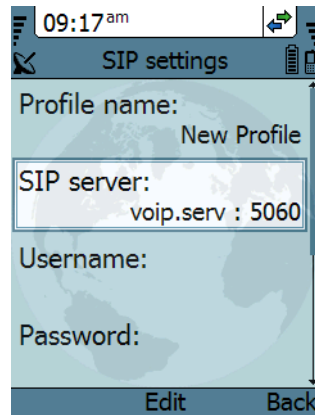 09:17am
SIP settings
Profile name:
New Profile
SIP server:
voip.serv : 5060
Username:
Password:
Edit Back